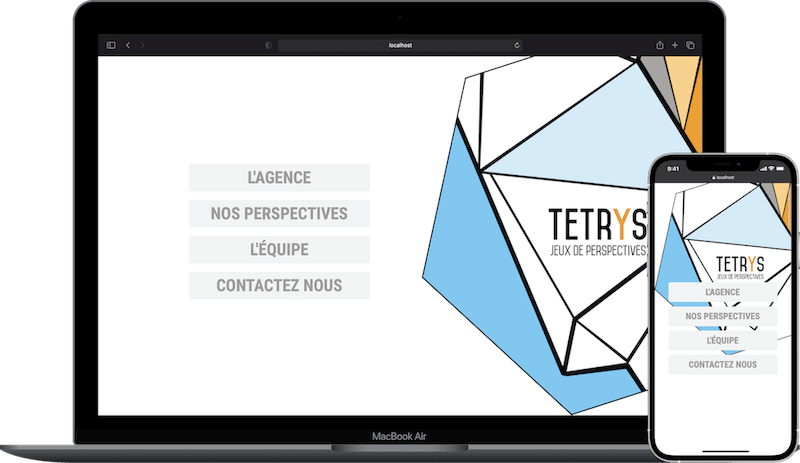 localhost
L'AGENCE
NOS PERSPECTIVES
L'ÉQUIPE
CONTACTEZ NOUS
TETRYS
JEUX DE PERSPECTIVES
MacBook Air
9:41
localhost
TETRYS
JEUX DE PERSPECTIVES
L'AGENCE
NOS PERSPECTIVES
L'ÉQUIPE
CONTACTEZ NOUS